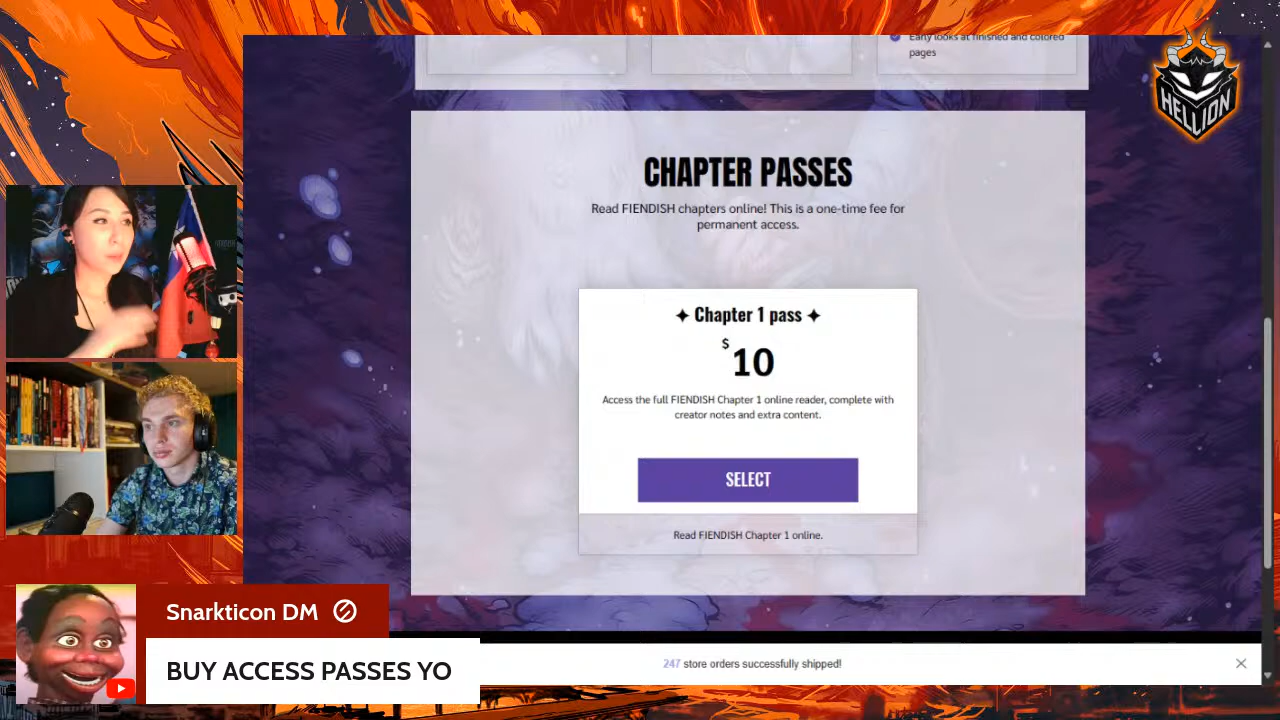 Early looks at finished and colored
pages
HELLION
CHAPTER PASSES
Read FIENDISH chapters online! This is a one-time fee for
permanent access.
✦ Chapter 1 pass ✦
$
10
Access the full FIENDISH Chapter 1 online reader, complete with
creator notes and extra content.
SELECT
Read FIENDISH Chapter 1 online.
Snarkticon DM
BUY ACCESS PASSES YO
247 store orders successfully shipped!